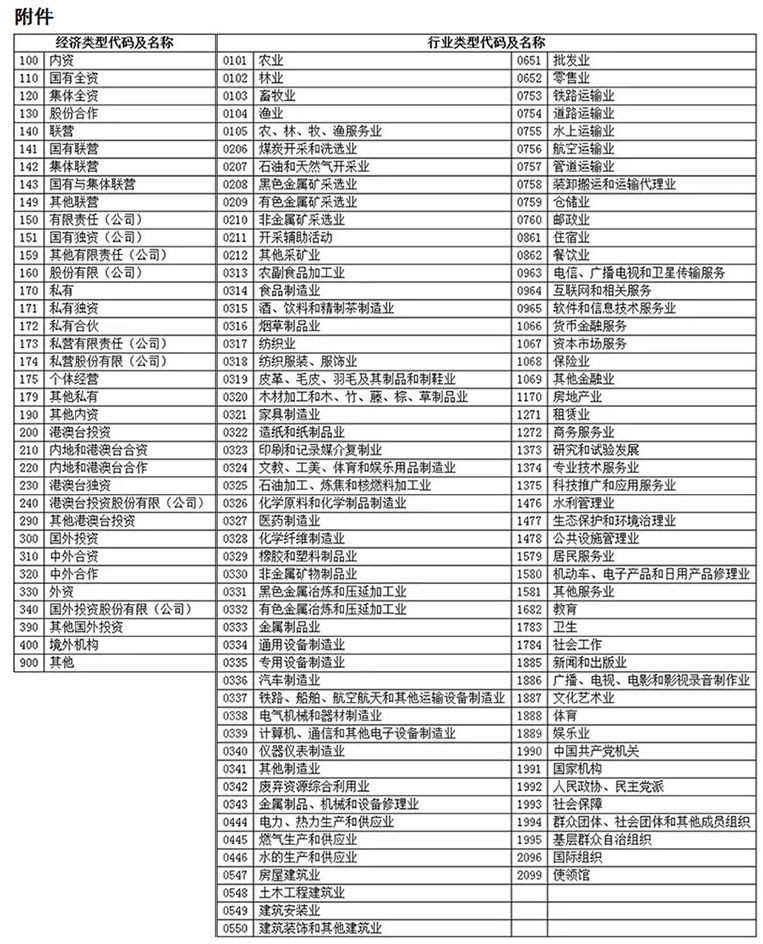 附件
经济类型代码及名称 行业类型代码及名称
100 内资 0101 农业 0651 批发业
110 国有全资 0102 林业 0652 零售业
120 集体全资 0103 畜牧业 0753 铁路运输业
130 股份合作 0104 渔业 0754 道路运输业
140 联营 0105 农、林、牧、渔服务业 0755 水上运输业
141 国有联营 0206 煤炭开采和洗选业 0756 航空运输业
142 集体联营 0207 石油和天然气开采业 0757 管道运输业
143 国有与集体联营 0208 黑色金属矿采选业 0758 装卸搬运和运输代理业
149 其他联营 0209 有色金属矿采选业 0759 仓储业
150 有限责任（公司） 0210 非金属矿采选业 0760 邮政业
151 国有独资（公司） 0211 开采辅助活动 0861 住宿业
159 其他有限责任（公司） 0212 其他采矿业 0862 餐饮业
160 股份有限（公司） 0313 农副食品加工业 0963 电信、广播电视和卫星传输服务
170 私有 0314 食品制造业 0964 互联网和相关服务
171 私有独资 0315 酒、饮料和精制茶制造业 0965 软件和信息技术服务业
172 私有合伙 0316 烟草制品业 1066 货币金融服务
173 私营有限责任（公司） 0317 纺织业 1067 资本市场服务
174 私营股份有限（公司） 0318 纺织服装、服饰业 1068 保险业
175 个体经营 0319 皮革、毛皮、羽毛及其制品和制鞋业 1069 其他金融业
179 其他私有 0320 木材加工和木、竹、藤、棕、草制品业 1170 房地产业
190 其他内资 0321 家具制造业 1271 租赁业
200 港澳台投资 0322 造纸和纸制品业 1272 商务服务业
210 内地和港澳台合资 0323 印刷和记录媒介复制业 1373 研究和试验发展
220 内地和港澳台合作 0324 文教、工美、体育和娱乐用品制造业 1374 专业技术服务业
230 港澳台独资 0325 石油加工、炼焦和核燃料加工业 1375 科技推广和应用服务业
240 港澳台投资股份有限（公司） 0326 化学原料和化学制品制造业 1476 水利管理业
290 其他港澳台投资 0327 医药制造业 1477 生态保护和环境治理业
300 国外投资 0328 化学纤维制造业 1478 公共设施管理业
310 中外合资 0329 橡胶和塑料制品业 1579 居民服务业
320 中外合作 0330 非金属矿物制品业 1580 机动车、电子产品和日用产品修理业
330 外资 0331 黑色金属冶炼和压延加工业 1581 其他服务业
340 国外投资股份有限（公司） 0332 有色金属冶炼和压延加工业 1682 教育
390 其他国外投资 0333 金属制品业 1783 卫生
400 境外机构 0334 通用设备制造业 1784 社会工作
900 其他 0335 专用设备制造业 1885 新闻和出版业
0336 汽车制造业 1886 广播、电视、电影和影视录音制作业
0337 铁路、船舶、航空航天和其他运输设备制造业 1887 文化艺术业
0338 电气机械和器材制造业 1888 体育
0339 计算机、通信和其他电子设备制造业 1889 娱乐业
0340 仪器仪表制造业 1990 中国共产党机关
0341 其他制造业 1991 国家机构
0342 废弃资源综合利用业 1992 人民政协、民主党派
0343 金属制品、机械和设备修理业 1993 社会保障
0444 电力、热力生产和供应业 1994 群众团体、社会团体和其他成员组织
0445 燃气生产和供应业 1995 基层群众自治组织
0446 水的生产和供应业 2096 国际组织
0547 房屋建筑业 2099 使领馆
0548 土木工程建筑业
0549 建筑安装业
0550 建筑装饰和其他建筑业